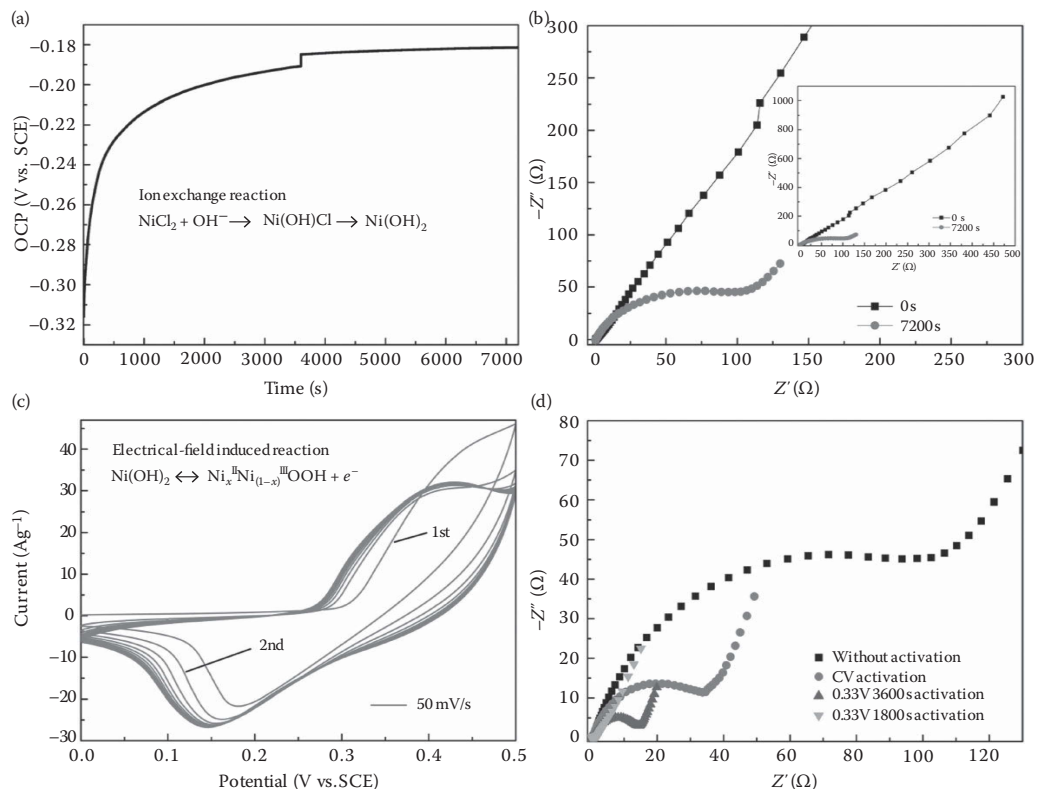 (a)
−0.18
−0.20
−0.22
−0.24
−0.26
−0.28
−0.30
−0.32
OCP (V vs. SCE)
Ion exchange reaction
NiCl2 + OH− → Ni(OH)Cl → Ni(OH)2
0 1000 2000 3000 4000 5000 6000 7000
Time (s)
(b)
300
250
200
150
100
50
0
−Z″ (Ω)
1000
800
600
400
200
0
−Z′ (Ω)
0 s
7200 s
0 50 100 150 200 250 300 350 400 450 500
Z′ (Ω)
0 s
7200 s
0 50 100 150 200 250 300
Z′ (Ω)
(c)
40
30
20
10
0
−10
−20
−30
Current (Ag−1)
Electrical-field induced reaction
Ni(OH)2 ↔ NixIINi(1−x)IIIOOH + e−
1st
2nd
50 mV/s
0.0 0.1 0.2 0.3 0.4 0.5
Potential (V vs.SCE)
(d)
80
70
60
50
40
30
20
10
0
−Z″ (Ω)
Without activation
CV activation
0.33V 3600 s activation
0.33V 1800 s activation
0 20 40 60 80 100 120
Z′ (Ω)